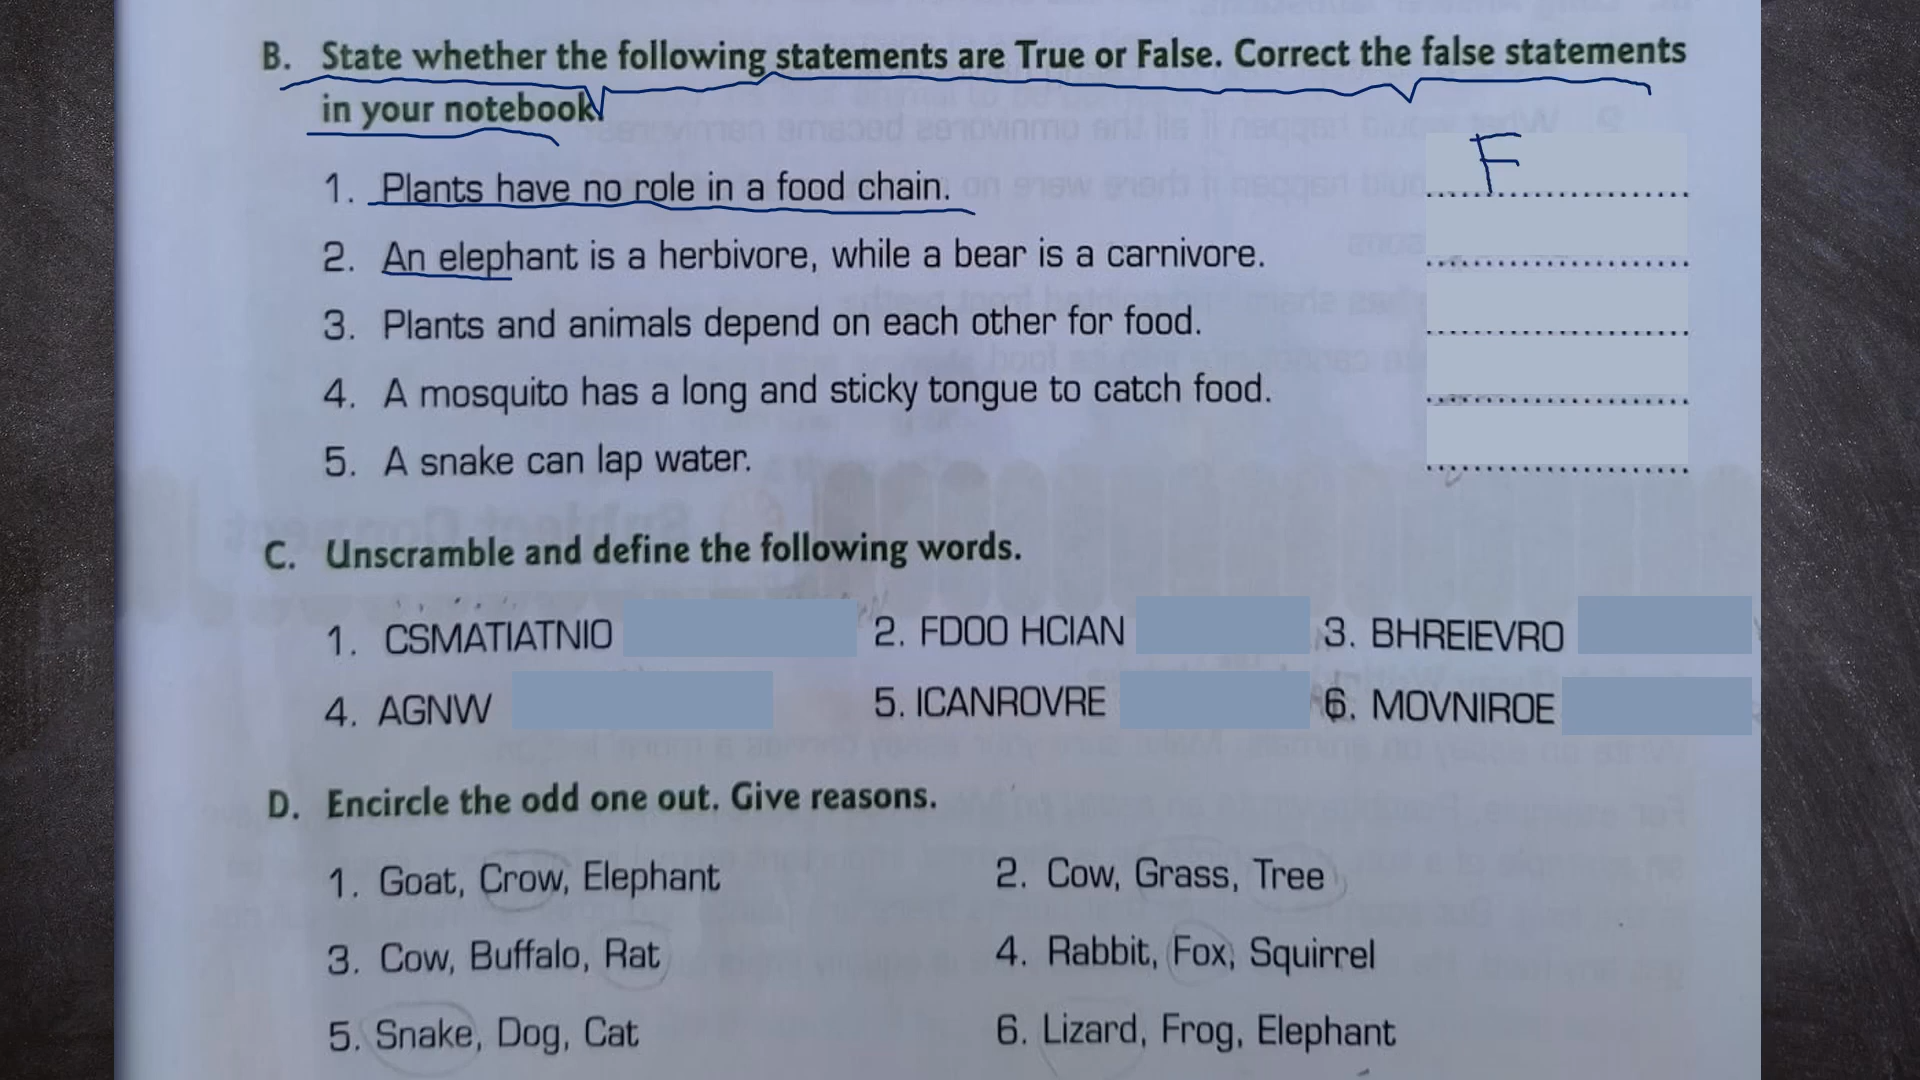 B. State whether the following statements are True or False. Correct the false statements
in your notebook.
1. Plants have no role in a food chain. F
2. An elephant is a herbivore, while a bear is a carnivore.
3. Plants and animals depend on each other for food.
4. A mosquito has a long and sticky tongue to catch food.
5. A snake can lap water.
C. Unscramble and define the following words.
1. CSMATIATNIO 2. FDOO HCIAN 3. BHREIEVRO
4. AGNW 5. ICANROVRE 6. MOVNIROE
D. Encircle the odd one out. Give reasons.
1. Goat, Crow, Elephant 2. Cow, Grass, Tree
3. Cow, Buffalo, Rat 4. Rabbit, Fox, Squirrel
5. Snake, Dog, Cat 6. Lizard, Frog, Elephant